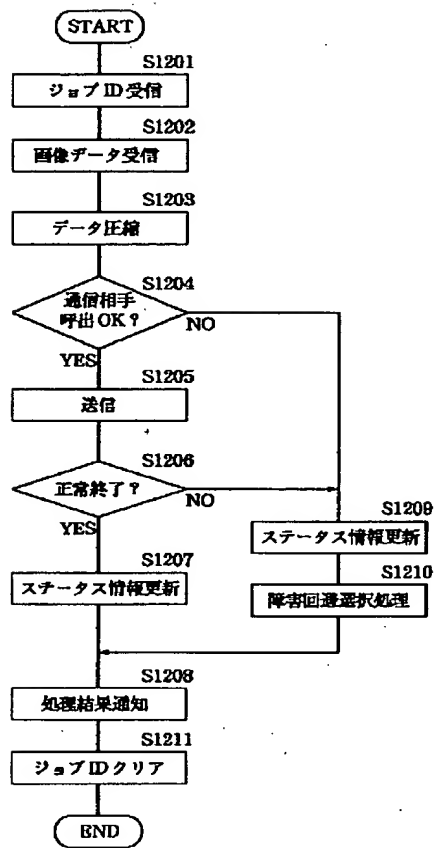 START
S1201
ジョブID受信
S1202
画像データ受信
S1203
データ圧縮
S1204
通信相手
呼出OK?
NO
YES
S1205
送信
S1206
正常終了?
NO
YES
S1209
ステータス情報更新
S1207
ステータス情報更新
S1210
障害回避選択処理
S1208
処理結果通知
S1211
ジョブIDクリア
END